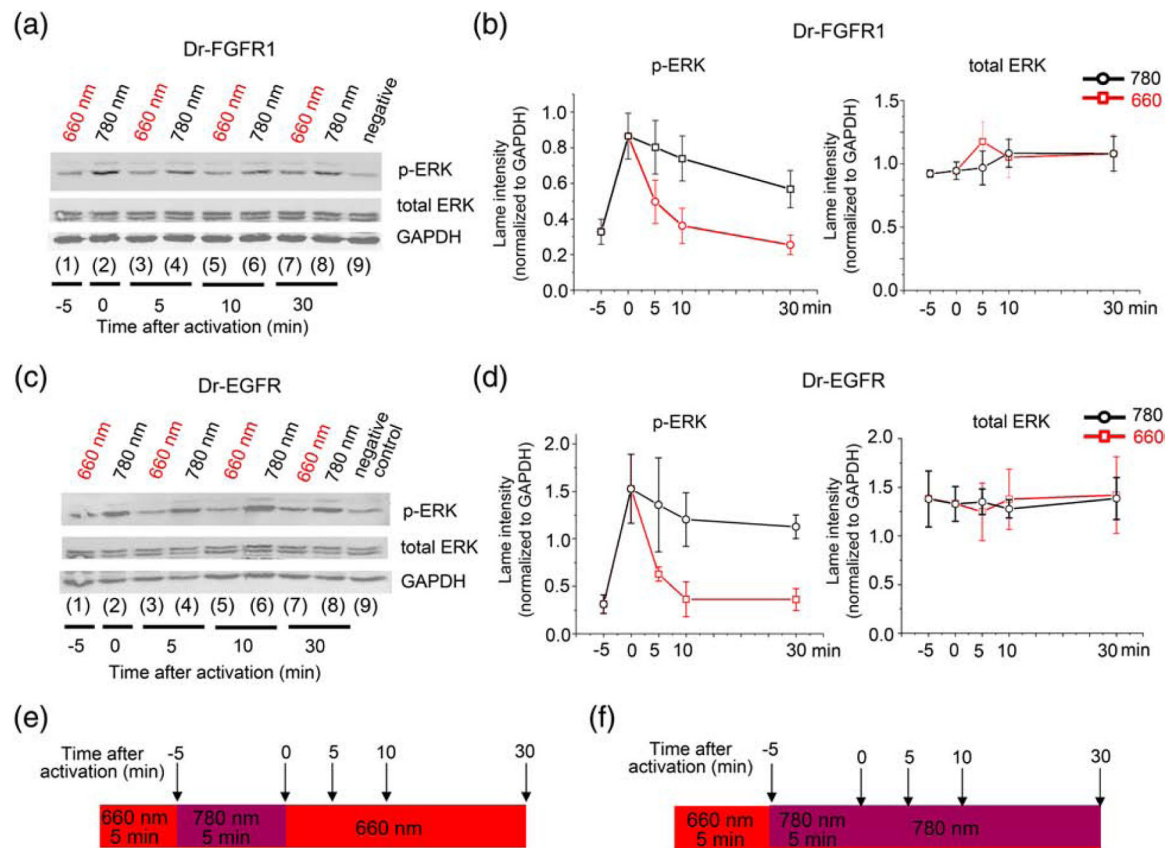 (a)
Dr-FGFR1
660 nm 780 nm 660 nm 780 nm 660 nm 780 nm 660 nm 780 nm negative
p-ERK
total ERK
GAPDH
(1) (2) (3) (4) (5) (6) (7) (8) (9)
-5 0 5 10 30
Time after activation (min)
(b)
Dr-FGFR1
p-ERK
total ERK
780
660
Lame intensity
(normalized to GAPDH)
1.0
0.8
0.6
0.4
0.2
0.0
-5 0 5 10 30 min
Lame intensity
(normalized to GAPDH)
1.5
1.0
0.5
0.0
-5 0 5 10 30 min
(c)
Dr-EGFR
660 nm 780 nm 660 nm 780 nm 660 nm 780 nm 660 nm 780 nm negative
control
p-ERK
total ERK
GAPDH
(1) (2) (3) (4) (5) (6) (7) (8) (9)
-5 0 5 10 30
Time after activation (min)
(d)
Dr-EGFR
p-ERK
total ERK
780
660
Lame intensity
(normalized to GAPDH)
2.0
1.5
1.0
0.5
0.0
-5 0 5 10 30 min
Lame intensity
(normalized to GAPDH)
2.0
1.5
1.0
0.5
0.0
-5 0 5 10 30 min
(e)
Time after
activation (min)
-5 0 5 10 30
660 nm
5 min
780 nm
5 min
660 nm
(f)
Time after
activation (min)
-5 0 5 10 30
660 nm
5 min
780 nm
5 min
780 nm